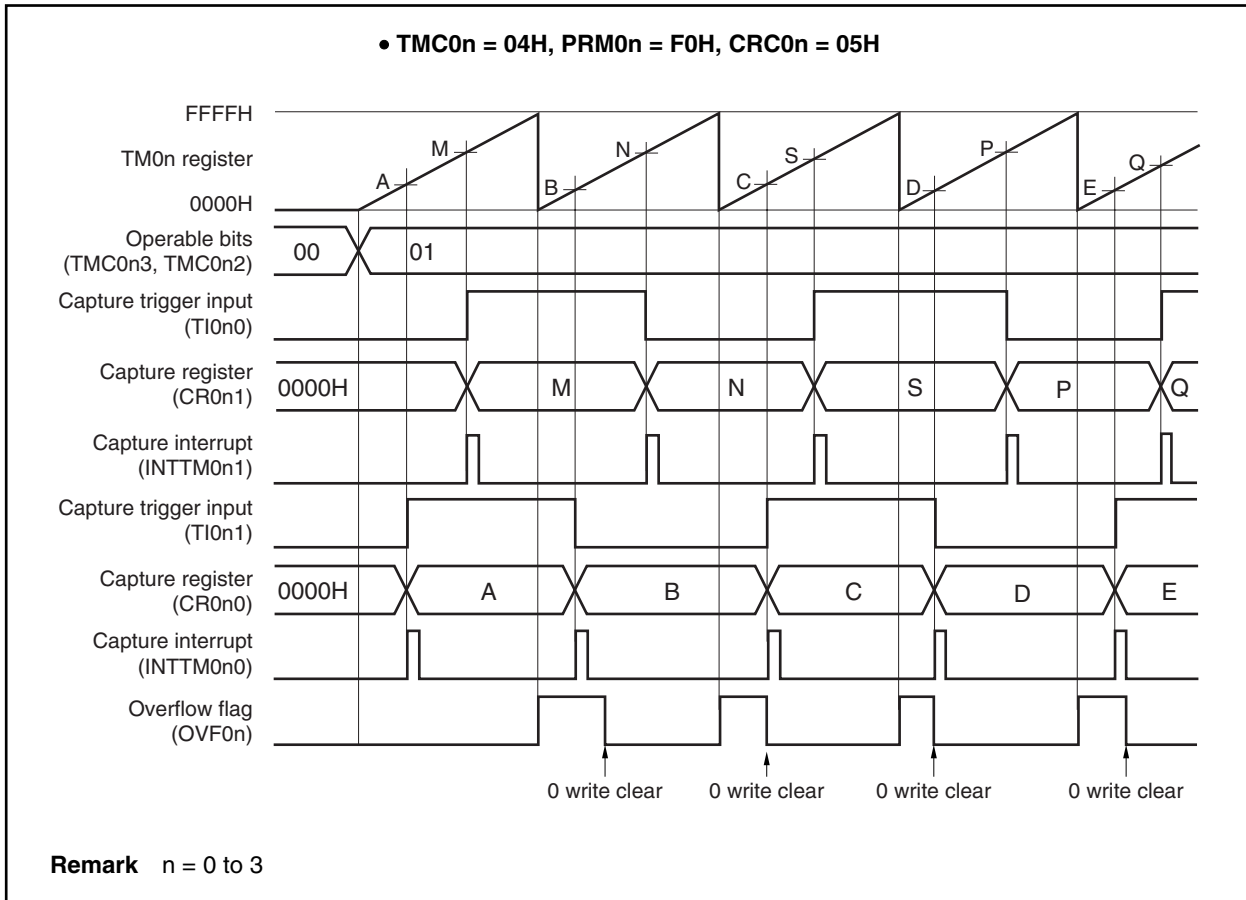 • TMC0n = 04H, PRM0n = F0H, CRC0n = 05H
FFFFH
TM0n register
0000H
A M B N C S D P E Q
Operable bits
(TMC0n3, TMC0n2)
00 01
Capture trigger input
(TI0n0)
Capture register
(CR0n1)
0000H M N S P Q
Capture interrupt
(INTTM0n1)
Capture trigger input
(TI0n1)
Capture register
(CR0n0)
0000H A B C D E
Capture interrupt
(INTTM0n0)
Overflow flag
(OVF0n)
0 write clear 0 write clear 0 write clear 0 write clear
Remark n = 0 to 3